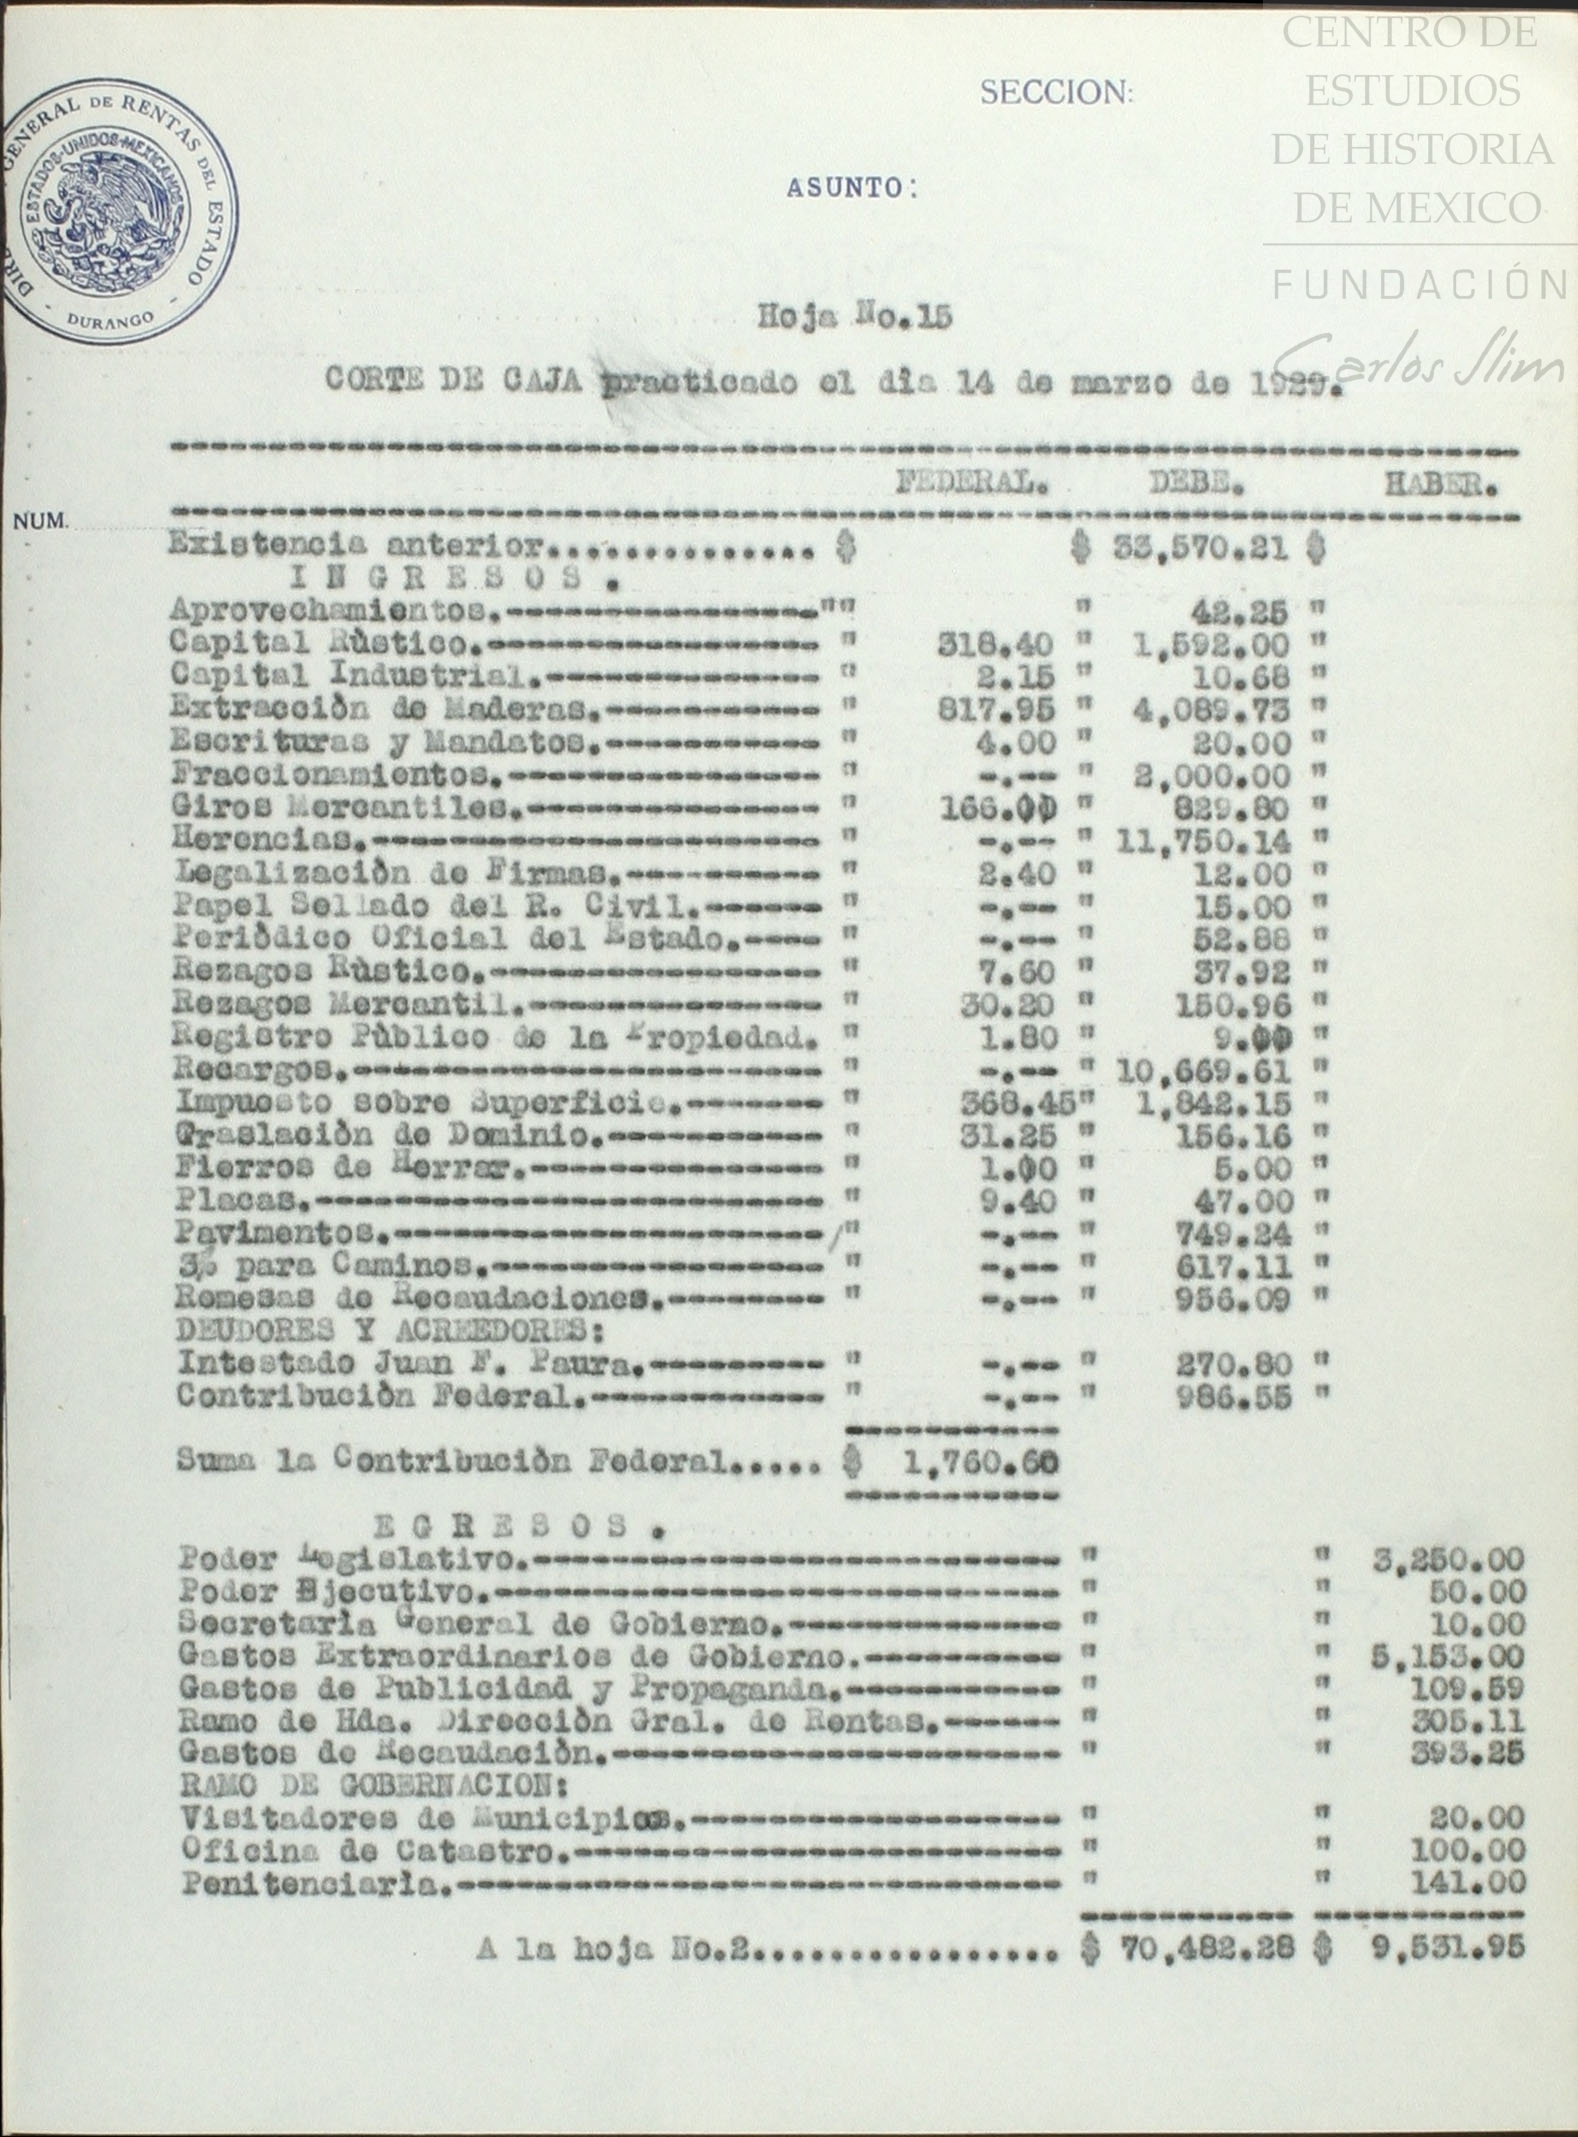 CENTRO DE
ESTUDIOS
DE HISTORIA
DE MEXICO
FUNDACIÓN
Carlos Slim
SECCION:
GENERAL DE RENTAS DEL ESTADO
ESTADOS-UNIDOS-MEXICANOS
- DURANGO -
ASUNTO:
Hoja No.15
CORTE DE CAJA practicado el dìa 14 de marzo de 1929.
FEDERAL. DEBE. HABER.
NUM.
Existencia anterior.............. $ $ 33,570.21 $
I N G R E S O S .
Aprovechamientos.----------------"" " 42.25 "
Capital Rùstico.----------------- " 318.40 " 1,592.00 "
Capital Industrial.-------------- " 2.15 " 10.68 "
Extracciòn de Maderas.----------- " 817.95 " 4,089.73 "
Escrituras y Mandatos.----------- " 4.00 " 20.00 "
Fraccionamientos.---------------- " -.-- " 2,000.00 "
Giros Mercantiles.--------------- " 166.00 " 829.80 "
Herencias.----------------------- " -.-- " 11,750.14 "
Legalizaciòn de Firmas.---------- " 2.40 " 12.00 "
Papel Sellado del R. Civil.------ " -.-- " 15.00 "
Periòdico Oficial del Estado.---- " -.-- " 52.88 "
Rezagos Rùstico.----------------- " 7.60 " 37.92 "
Rezagos Mercantil.--------------- " 30.20 " 150.96 "
Registro Pùblico de la Propiedad. " 1.80 " 9.00 "
Recargos.------------------------ " -.-- " 10,669.61 "
Impuesto sobre Superficie.------- " 368.45" 1,842.15 "
Traslaciòn de Dominio.----------- " 31.25 " 156.16 "
Fierros de Herrar.--------------- " 1.00 " 5.00 "
Placas.-------------------------- " 9.40 " 47.00 "
Pavimentos.----------------------/" -.-- " 749.24 "
3% para Caminos.----------------- " -.-- " 617.11 "
Remesas de Recaudaciones.-------- " -.-- " 956.09 "
DEUDORES Y ACREEDORES:
Intestado Juan F. Paura.--------- " -.-- " 270.80 "
Contribuciòn Federal.------------ " -.-- " 986.55 "
Suma la Contribuciòn Federal..... $ 1,760.60
E G R E S O S .
Poder Legislativo.--------------------------- " " 3,250.00
Poder Ejecutivo.----------------------------- " " 50.00
Secretarìa General de Gobierno.-------------- " " 10.00
Gastos Extraordinarios de Gobierno.---------- " " 5,153.00
Gastos de Publicidad y Propaganda.----------- " " 109.59
Ramo de Hda. Direcciòn Gral. de Rentas.------ " " 305.11
Gastos de Recaudaciòn.----------------------- " " 393.25
RAMO DE GOBERNACION:
Visitadores de Municipios.------------------- " " 20.00
Oficina de Catastro.------------------------- " " 100.00
Penitenciarìa.------------------------------- " " 141.00
A la hoja No.2................ $ 70,482.28 $ 9,531.95